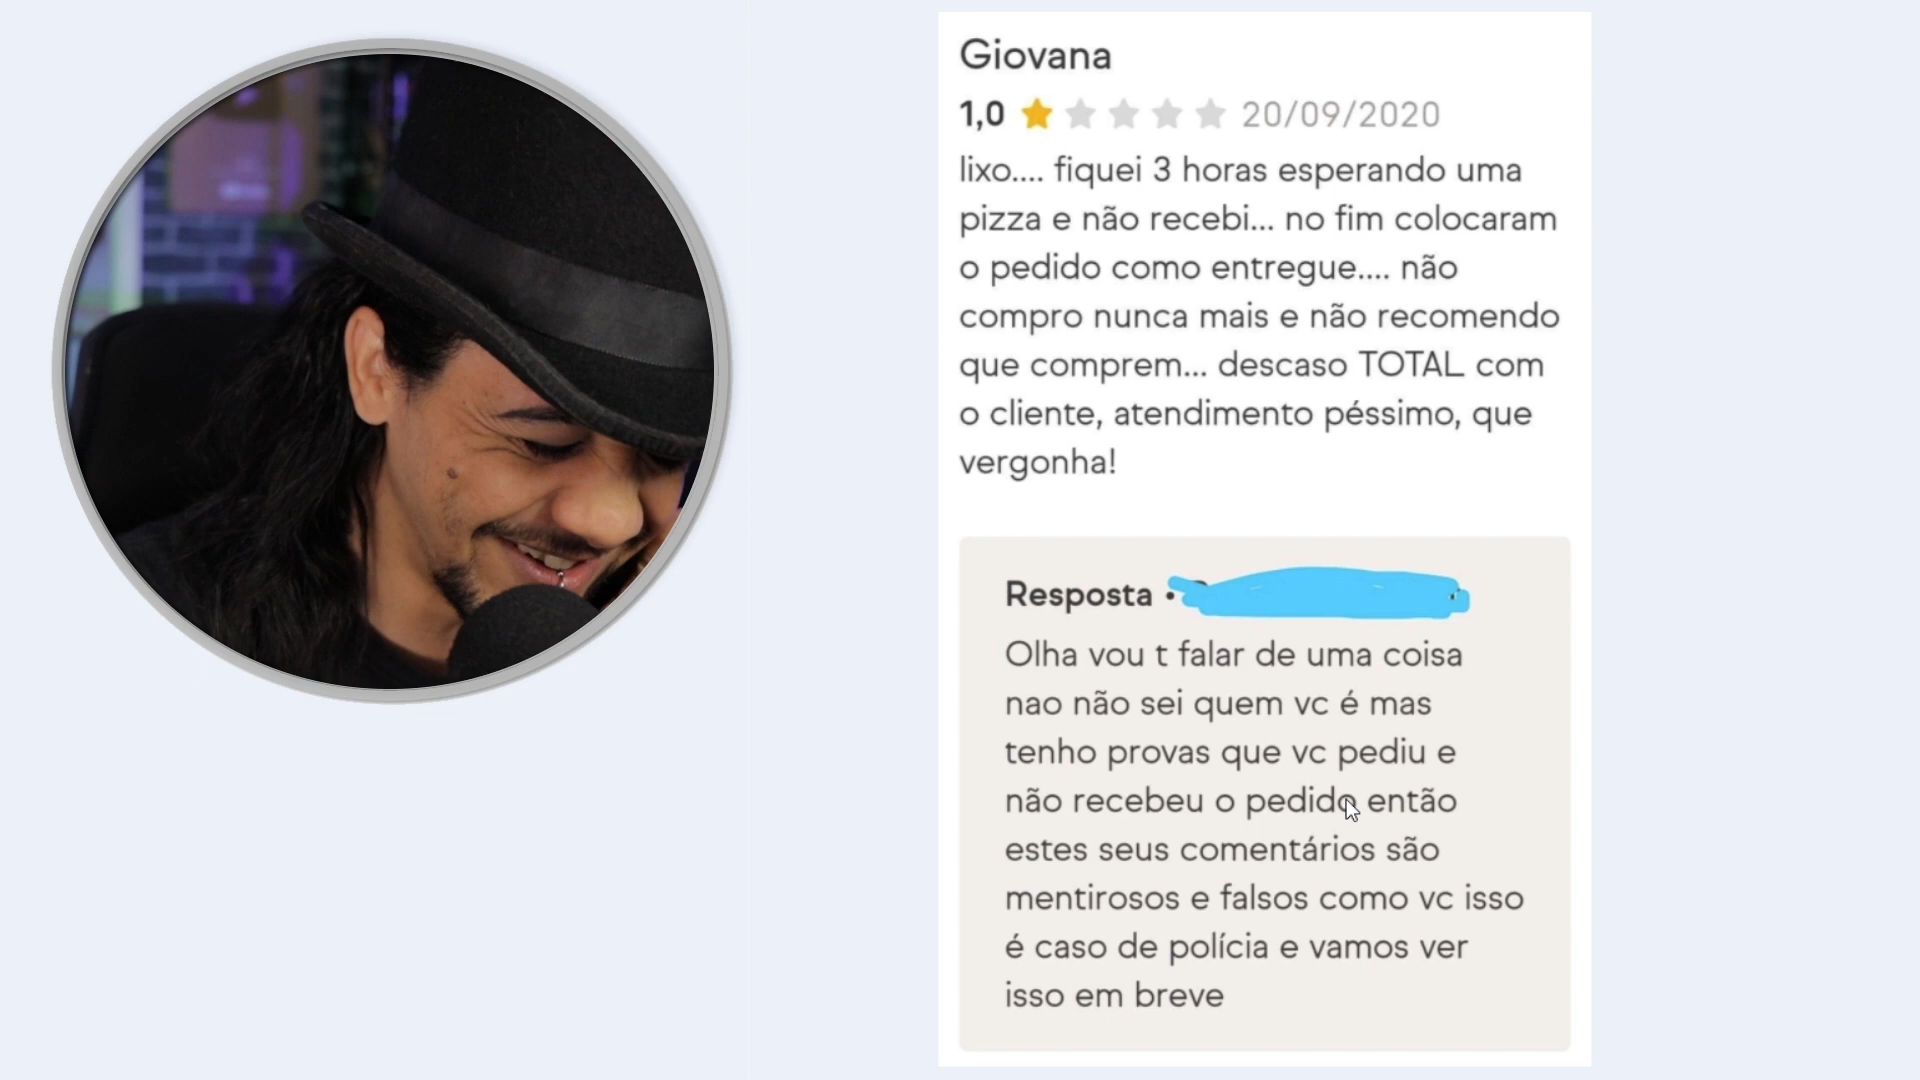 Giovana
1,0 20/09/2020
lixo.... fiquei 3 horas esperando uma
pizza e não recebi... no fim colocaram
o pedido como entregue.... não
compro nunca mais e não recomendo
que comprem... descaso TOTAL com
o cliente, atendimento péssimo, que
vergonha!
Resposta •
Olha vou t falar de uma coisa
nao não sei quem vc é mas
tenho provas que vc pediu e
não recebeu o pedido então
estes seus comentários são
mentirosos e falsos como vc isso
é caso de polícia e vamos ver
isso em breve